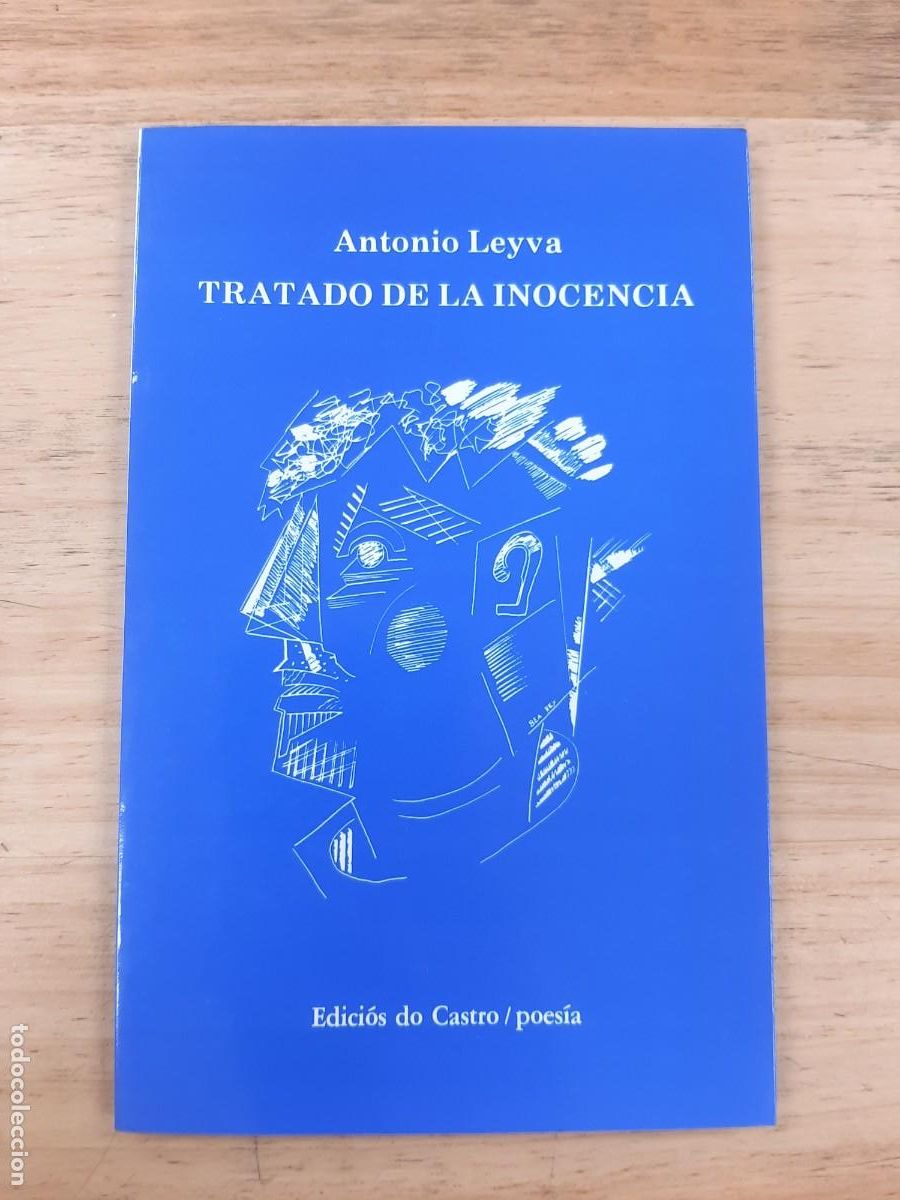 Antonio Leyva
TRATADO DE LA INOCENCIA
Ediciós do Castro / poesía
todocoleccion